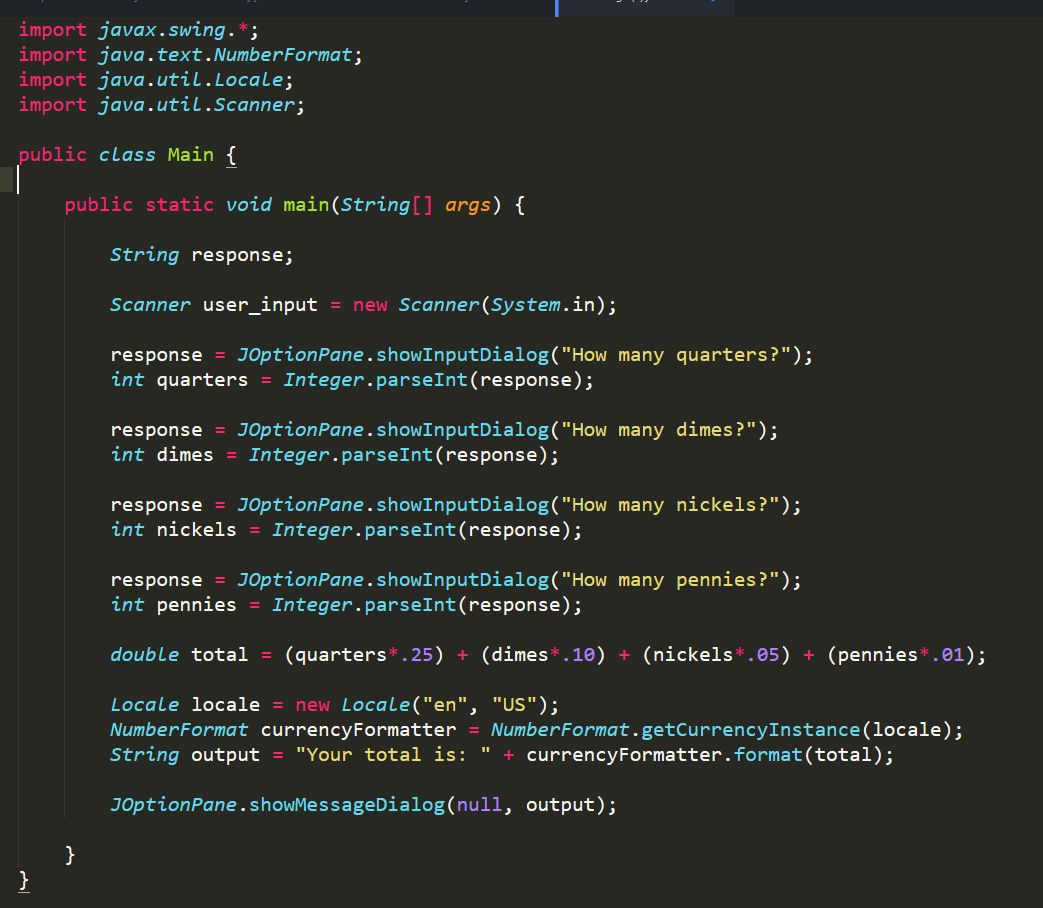 import javax.swing.*;
import java.text.NumberFormat;
import java.util.Locale;
import java.util.Scanner;
public class Main {
public static void main(String[] args) {
String response;
Scanner user_input = new Scanner(System.in);
response = JOptionPane.showInputDialog("How many quarters?");
int quarters = Integer.parseInt(response);
response = JOptionPane.showInputDialog("How many dimes?");
int dimes = Integer.parseInt(response);
response = JOptionPane.showInputDialog("How many nickels?");
int nickels = Integer.parseInt(response);
response = JOptionPane.showInputDialog("How many pennies?");
int pennies = Integer.parseInt(response);
double total = (quarters*.25) + (dimes*.10) + (nickels*.05) + (pennies*.01);
Locale locale = new Locale("en", "US");
NumberFormat currencyFormatter = NumberFormat.getCurrencyInstance(locale);
String output = "Your total is: " + currencyFormatter.format(total);
JOptionPane.showMessageDialog(null, output);
}
}